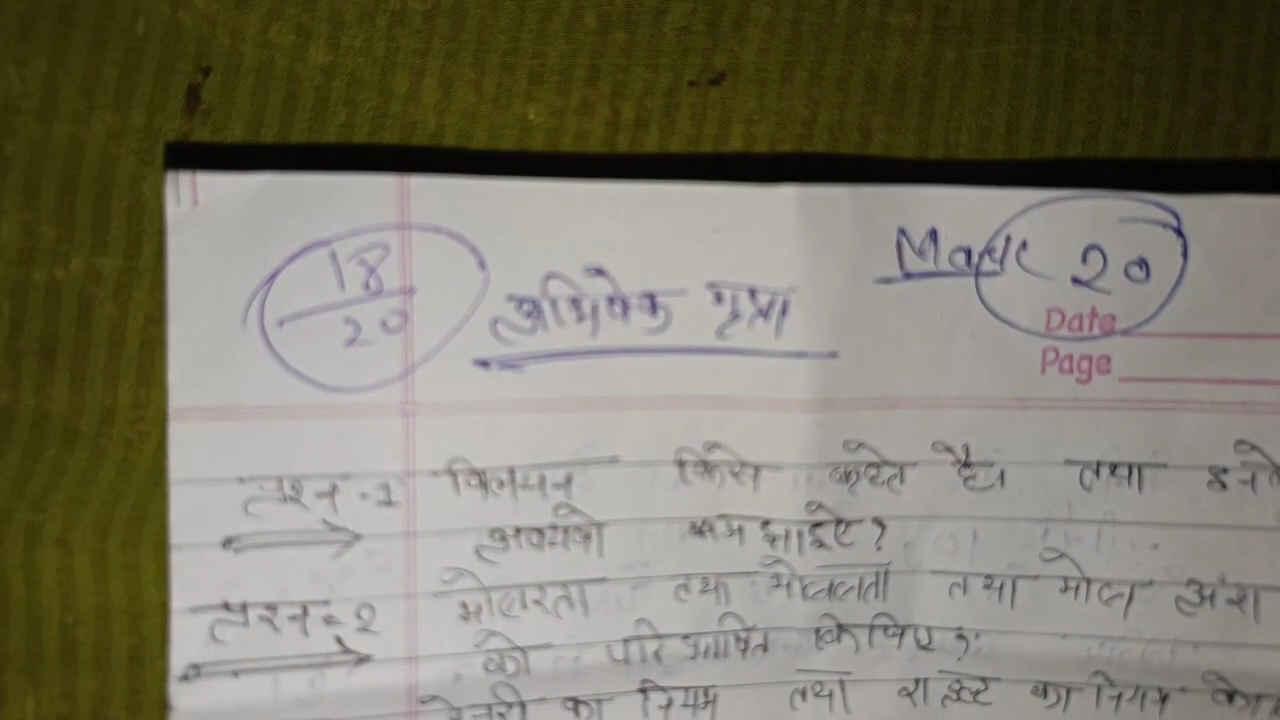 18/20
अभिषेक
Mark 20
Date
Page
प्रश्न-1 विलयन किसे कहते है। तथा इनके
अवयवो समझाइए?
प्रश्न-2 मोलरता तथा मोललता तथा मोल अंश
को परिभाषित किजिए?
हेनरी का नियम तथा राउल्ट का नियम